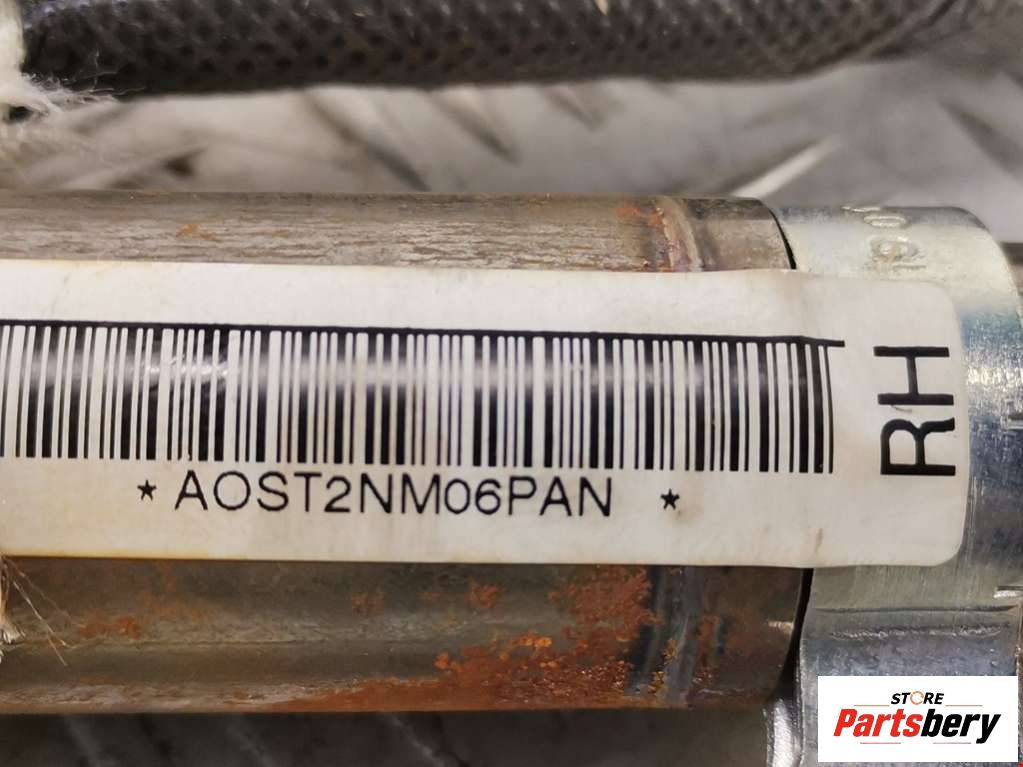 RH
*AOST2NM06PAN *
STORE
Partsbery